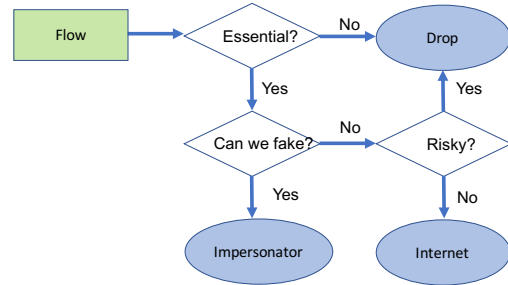 Flow
Essential?
No
Drop
Yes
Yes
Can we fake?
No
Risky?
Yes
No
Impersonator
Internet